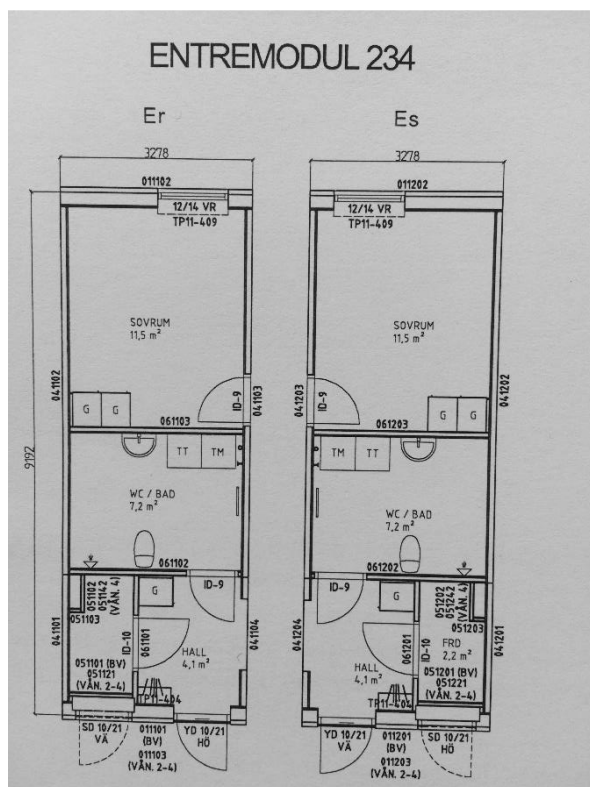 ENTREMODUL 234
Er
3278
011102
12/14 VR
TP11-409
SOVRUM
11,5 m²
9192
041102
G G
ID-9
041103
061103
TT TM
WC / BAD
7,2 m²
061102
ID-9
G
051102
051142
(VÅN. 4)
051103
041101
ID-10
061101
041104
HALL
4,1 m²
051101 (BV)
051121
(VÅN. 2-4)
TP11-404
SD 10/21
VÄ
011101
(BV)
011103
(VÅN. 2-4)
YD 10/21
HÖ
Es
3278
011202
12/14 VR
TP11-409
SOVRUM
11,5 m²
041203
ID-9
041202
G G
061203
TM TT
WC / BAD
7,2 m²
061202
ID-9
G
051202
051242
(VÅN. 4)
051203
041204
061201
ID-10
041201
HALL
4,1 m²
FRD
2,2 m²
051201 (BV)
051221
(VÅN. 2-4)
TP11-404
YD 10/21
VÄ
011201
(BV)
011203
(VÅN. 2-4)
SD 10/21
HÖ